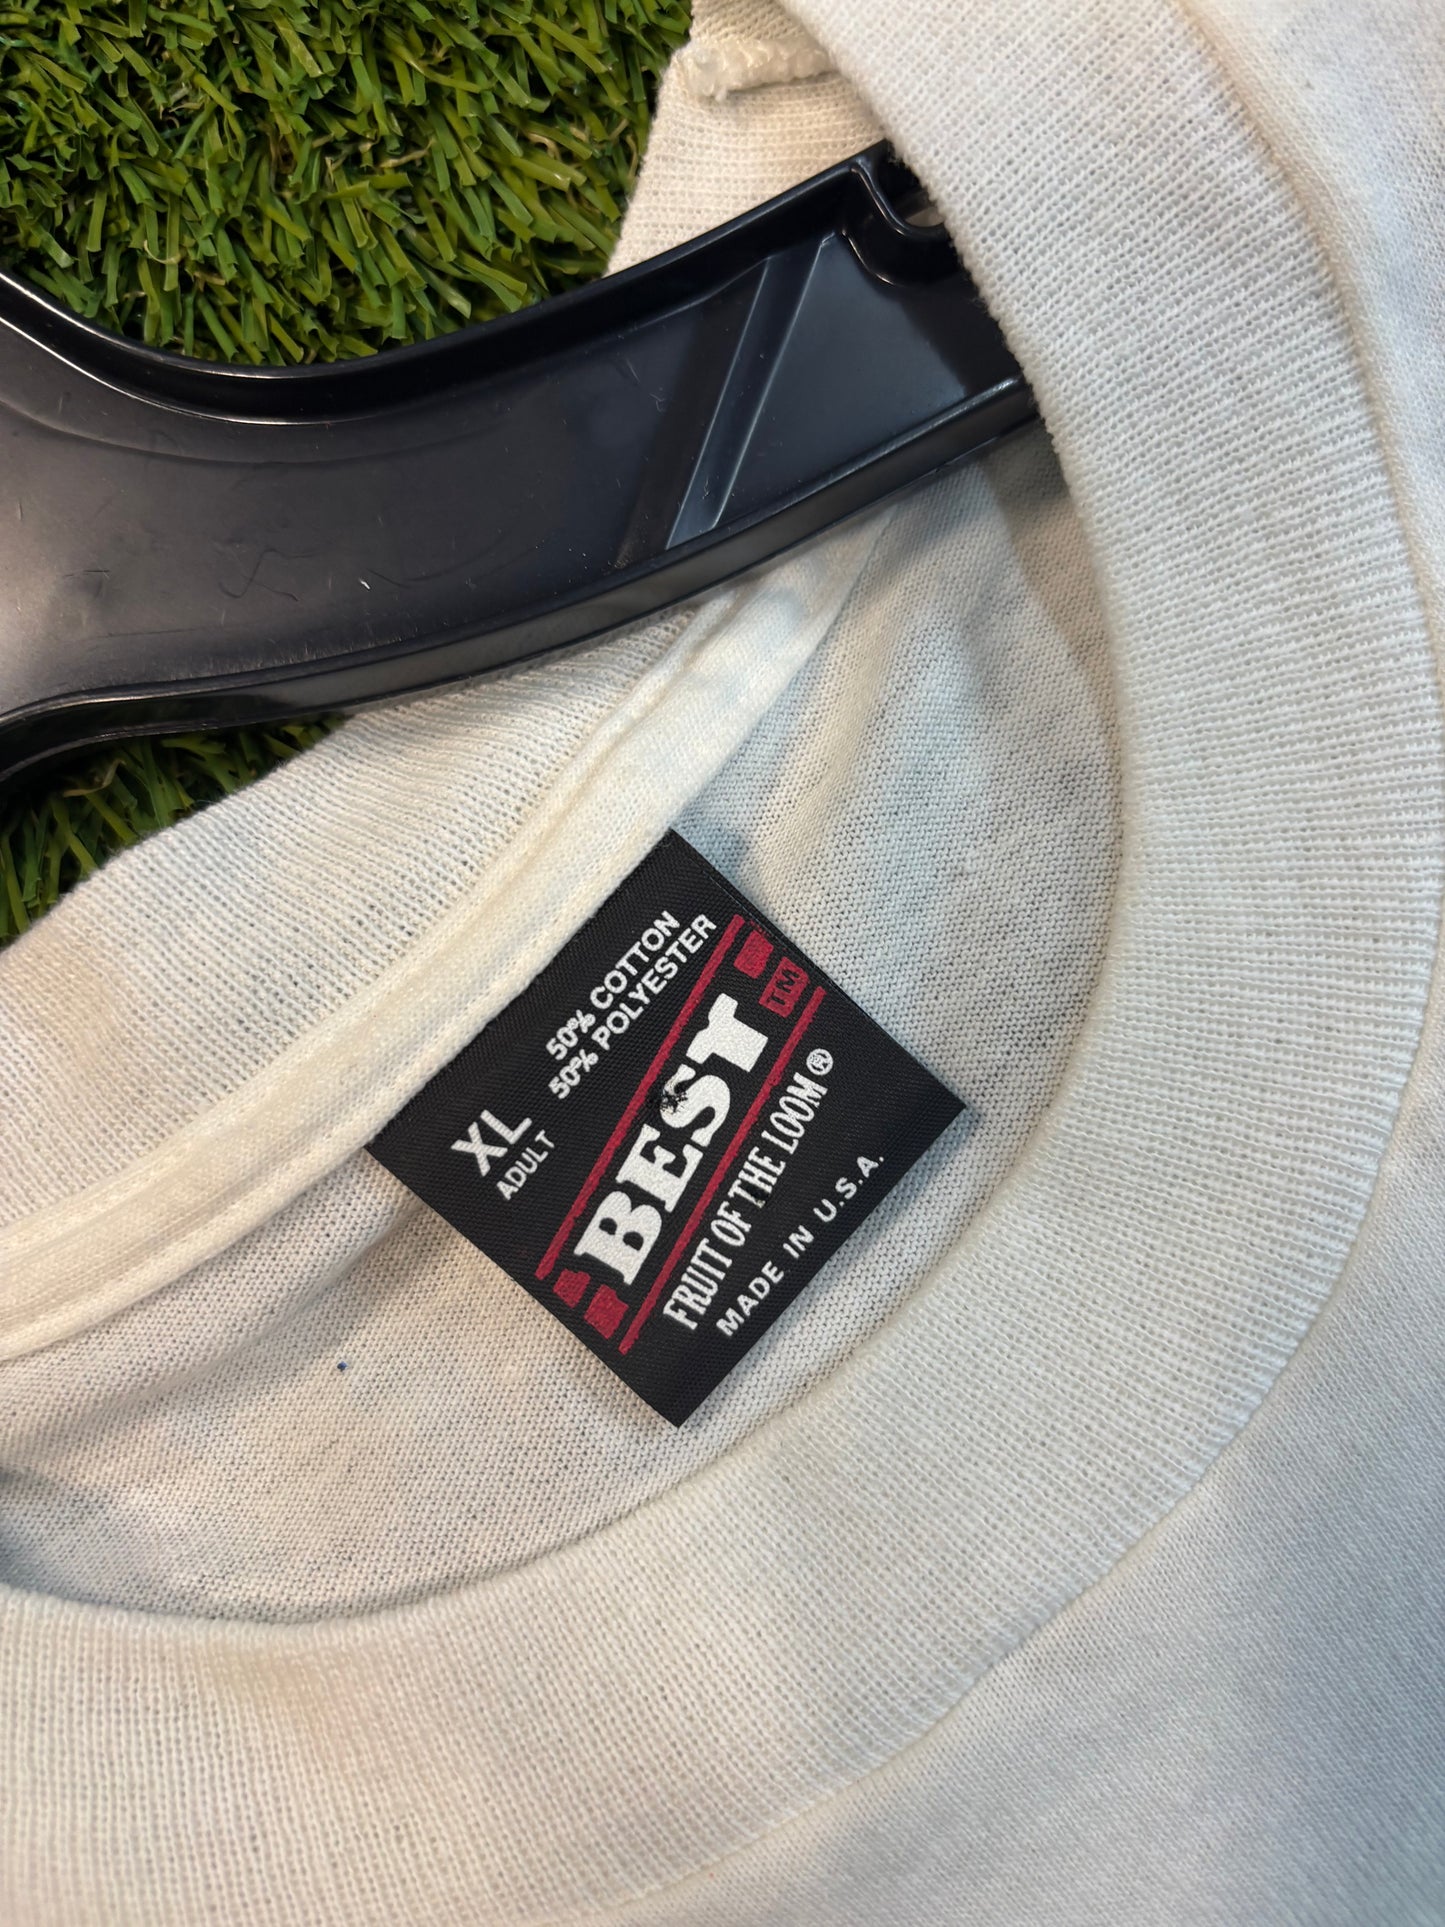 50% COTTON
50% POLYESTER
XL
ADULT
BEST TM
FRUIT OF THE LOOM®
MADE IN U.S.A.